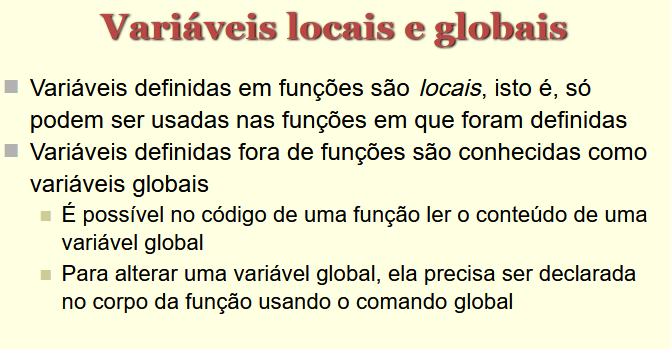 Variáveis locais e globais
Variáveis definidas em funções são locais, isto é, só
podem ser usadas nas funções em que foram definidas
Variáveis definidas fora de funções são conhecidas como
variáveis globais
É possível no código de uma função ler o conteúdo de uma
variável global
Para alterar uma variável global, ela precisa ser declarada
no corpo da função usando o comando global